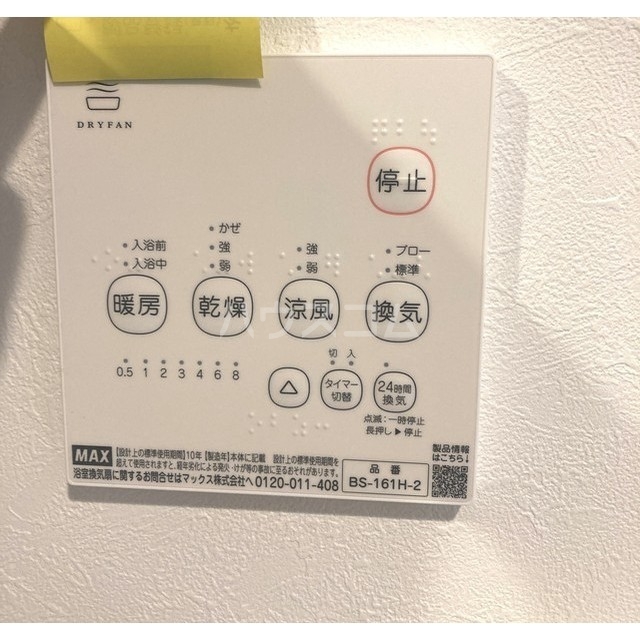 DRYFAN
停止
かぜ
入浴前 強 強 ブロー
入浴中 弱 弱 標準
暖房 乾燥 涼風 換気
ハウスコム
切 入
0.5 1 2 3 4 6 8
△ タイマー切替 24時間換気
点滅:一時停止
長押し▶停止
MAX 【設計上の標準使用期間】10年 【製造年】本体に記載 設計上の標準使用期間を
超えて使用されますと、経年劣化による発火・けが等の事故に至るおそれがあります。
浴室換気扇に関するお問合せはマックス株式会社へ 0120-011-408
品番
BS-161H-2
製品情報
はこちら↓